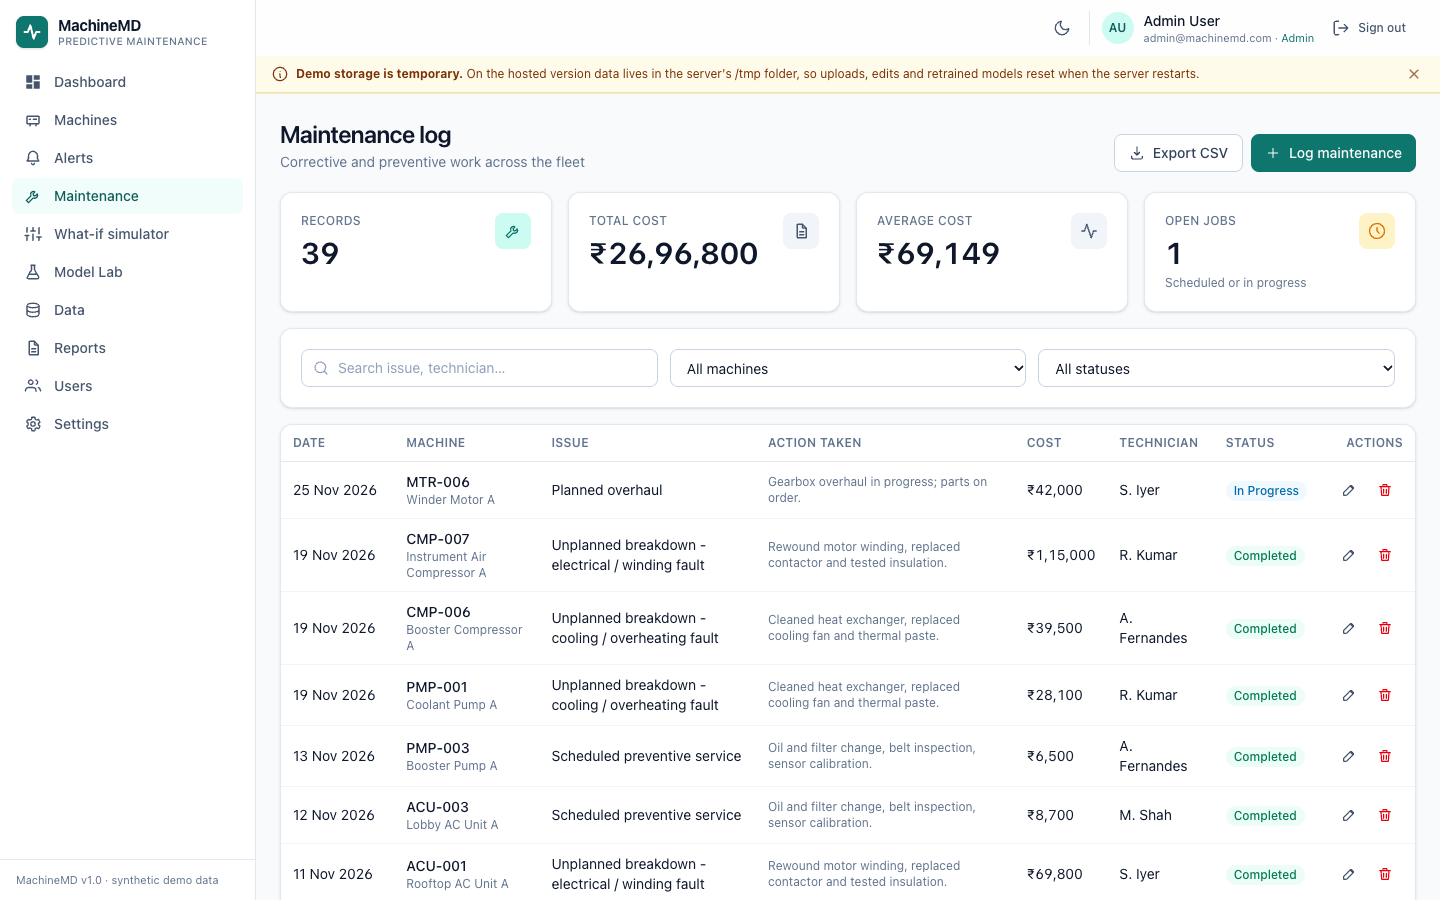 MachineMD
PREDICTIVE MAINTENANCE
Dashboard
Machines
Alerts
Maintenance
What-if simulator
Model Lab
Data
Reports
Users
Settings
MachineMD v1.0 · synthetic demo data
AU
Admin User
admin@machinemd.com · Admin
Sign out
Demo storage is temporary. On the hosted version data lives in the server's /tmp folder, so uploads, edits and retrained models reset when the server restarts.
Maintenance log
Corrective and preventive work across the fleet
Export CSV
Log maintenance
RECORDS
39
TOTAL COST
₹26,96,800
AVERAGE COST
₹69,149
OPEN JOBS
1
Scheduled or in progress
Search issue, technician...
All machines
All statuses
DATE MACHINE ISSUE ACTION TAKEN COST TECHNICIAN STATUS ACTIONS
25 Nov 2026
MTR-006
Winder Motor A
Planned overhaul
Gearbox overhaul in progress; parts on
order.
₹42,000
S. Iyer
In Progress
19 Nov 2026
CMP-007
Instrument Air
Compressor A
Unplanned breakdown -
electrical / winding fault
Rewound motor winding, replaced
contactor and tested insulation.
₹1,15,000
R. Kumar
Completed
19 Nov 2026
CMP-006
Booster Compressor
A
Unplanned breakdown -
cooling / overheating fault
Cleaned heat exchanger, replaced
cooling fan and thermal paste.
₹39,500
A.
Fernandes
Completed
19 Nov 2026
PMP-001
Coolant Pump A
Unplanned breakdown -
cooling / overheating fault
Cleaned heat exchanger, replaced
cooling fan and thermal paste.
₹28,100
R. Kumar
Completed
13 Nov 2026
PMP-003
Booster Pump A
Scheduled preventive service
Oil and filter change, belt inspection,
sensor calibration.
₹6,500
A.
Fernandes
Completed
12 Nov 2026
ACU-003
Lobby AC Unit A
Scheduled preventive service
Oil and filter change, belt inspection,
sensor calibration.
₹8,700
M. Shah
Completed
11 Nov 2026
ACU-001
Rooftop AC Unit A
Unplanned breakdown -
electrical / winding fault
Rewound motor winding, replaced
contactor and tested insulation.
₹69,800
S. Iyer
Completed